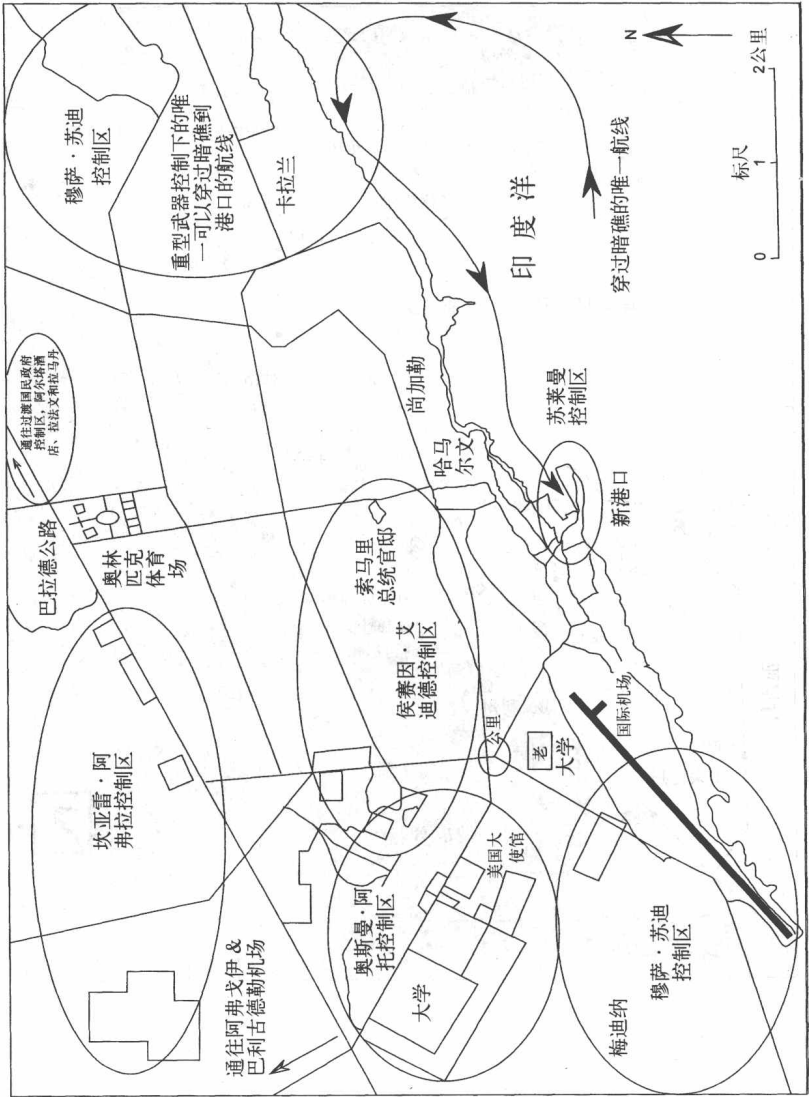 通往阿弗戈伊 &
巴利古德勒机场
坎亚雷·阿
弗拉控制区
巴拉德公路
奥林
匹克
体育
场
通往过渡国民政府
控制区，阿尔塔酒
店、拉法文和拉马丹
穆萨·苏迪
控制区
重型武器控制下的唯
一可以穿过暗礁到
港口的航线
卡拉兰
奥斯曼·阿
托控制区
大学
美国大
使馆
侯赛因·艾
迪德控制区
索马里
总统官邸
公里
老
大学
哈马
尔文
尚加勒
梅迪纳
穆萨·苏迪
控制区
国际机场
新港口
苏莱曼
控制区
印度洋
穿过暗礁的唯一航线
N
标尺
0 1 2公里